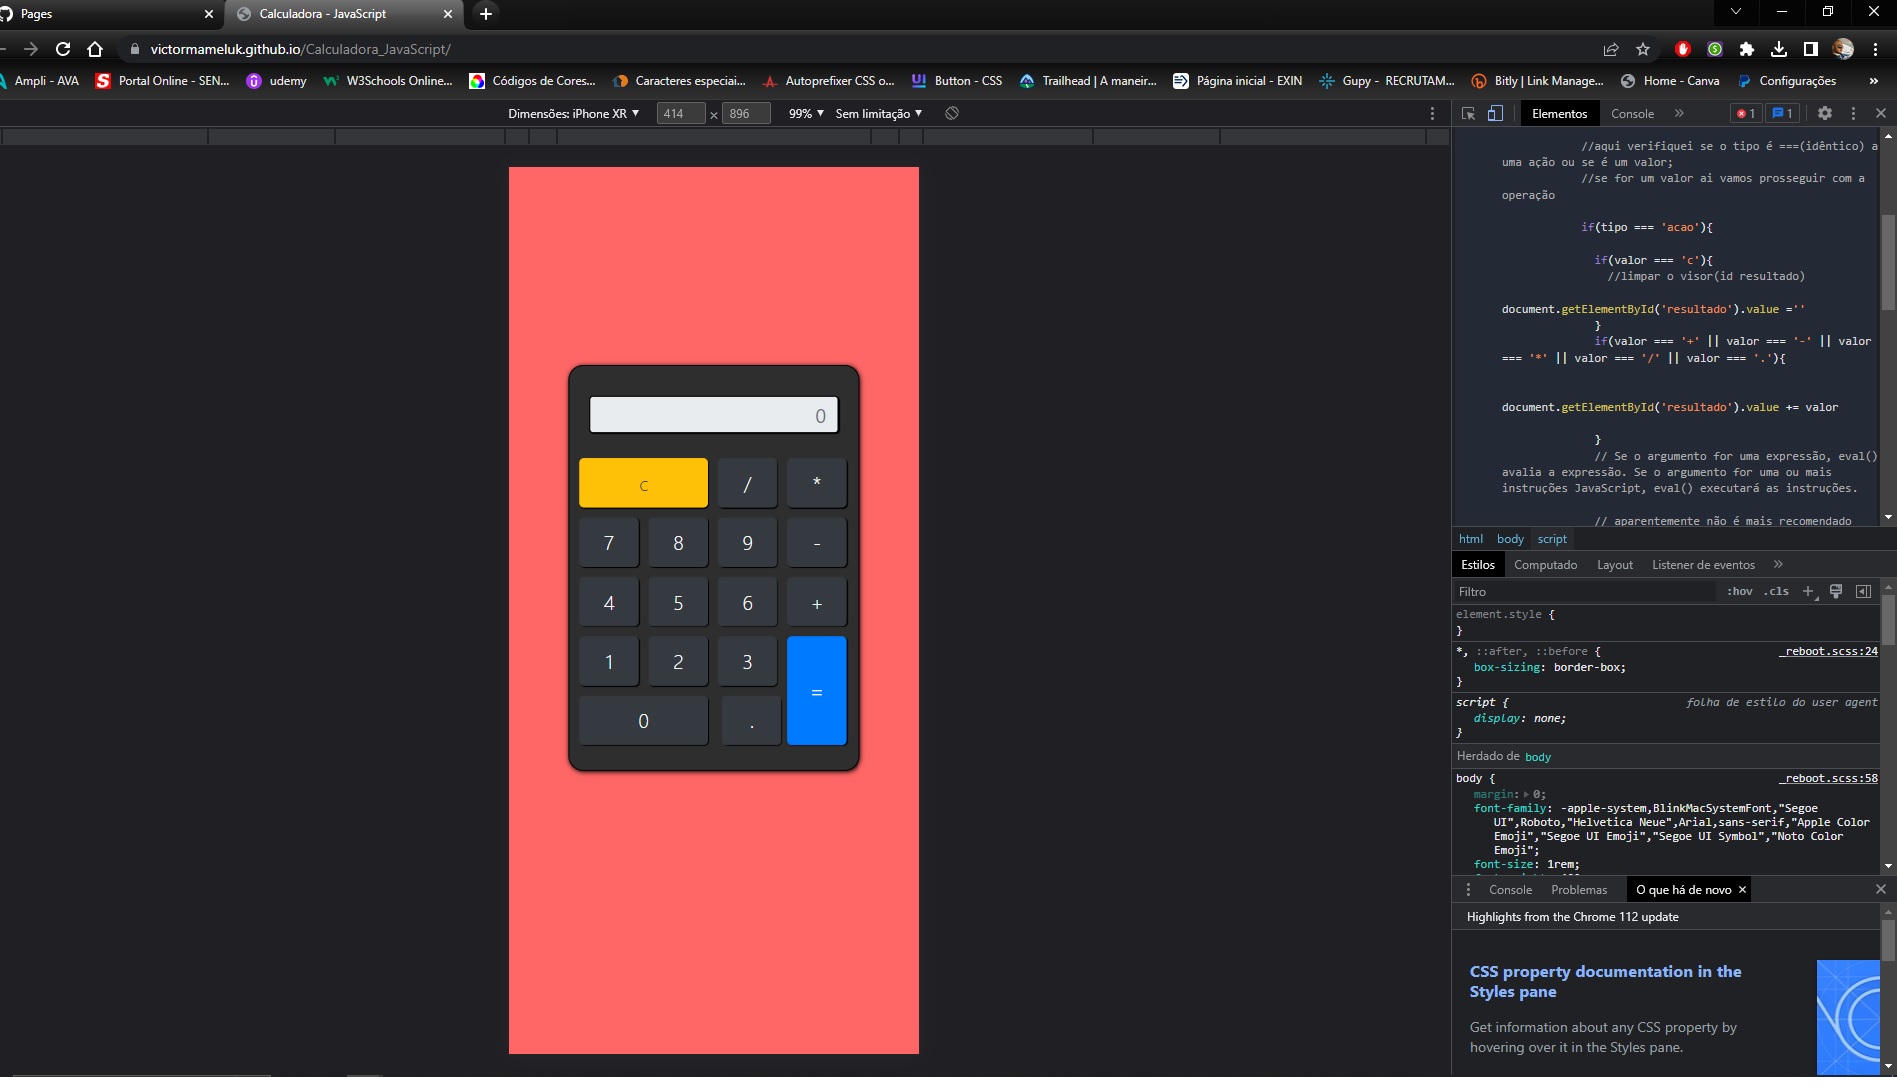 Pages
Calculadora - JavaScript
victormameluk.github.io/Calculadora_JavaScript/
Ampli - AVA
Portal Online - SEN...
udemy
W3Schools Online...
Códigos de Cores...
Caracteres especiai...
Autoprefixer CSS o...
Button - CSS
Trailhead | A maneir...
Página inicial - EXIN
Gupy - RECRUTAM...
Bitly | Link Manage...
Home - Canva
Configurações
»
Dimensões: iPhone XR ▼ 414 × 896 99% ▼ Sem limitação ▼
Elementos Console » 1 1
0
C / *
7 8 9 -
4 5 6 +
1 2 3 =
0 .
//aqui verifiquei se o tipo é ===(idêntico) a
uma ação ou se é um valor;
//se for um valor ai vamos prosseguir com a
operação
if(tipo === 'acao'){
if(valor === 'c'){
//limpar o visor(id resultado)
document.getElementById('resultado').value =''
}
if(valor === '+' || valor === '-' || valor
=== '*' || valor === '/' || valor === '.'){
document.getElementById('resultado').value += valor
}
// Se o argumento for uma expressão, eval()
avalia a expressão. Se o argumento for uma ou mais
instruções JavaScript, eval() executará as instruções.
// aparentemente não é mais recomendado
html body script
Estilos Computado Layout Listener de eventos »
Filtro :hov .cls +
element.style {
}
*, ::after, ::before { _reboot.scss:24
box-sizing: border-box;
}
script { folha de estilo do user agent
display: none;
}
Herdado de body
body { _reboot.scss:58
margin: 0;
font-family: -apple-system,BlinkMacSystemFont,"Segoe
UI",Roboto,"Helvetica Neue",Arial,sans-serif,"Apple Color
Emoji","Segoe UI Emoji","Segoe UI Symbol","Noto Color
Emoji";
font-size: 1rem;
Console Problemas O que há de novo
Highlights from the Chrome 112 update
CSS property documentation in the
Styles pane
Get information about any CSS property by
hovering over it in the Styles pane.